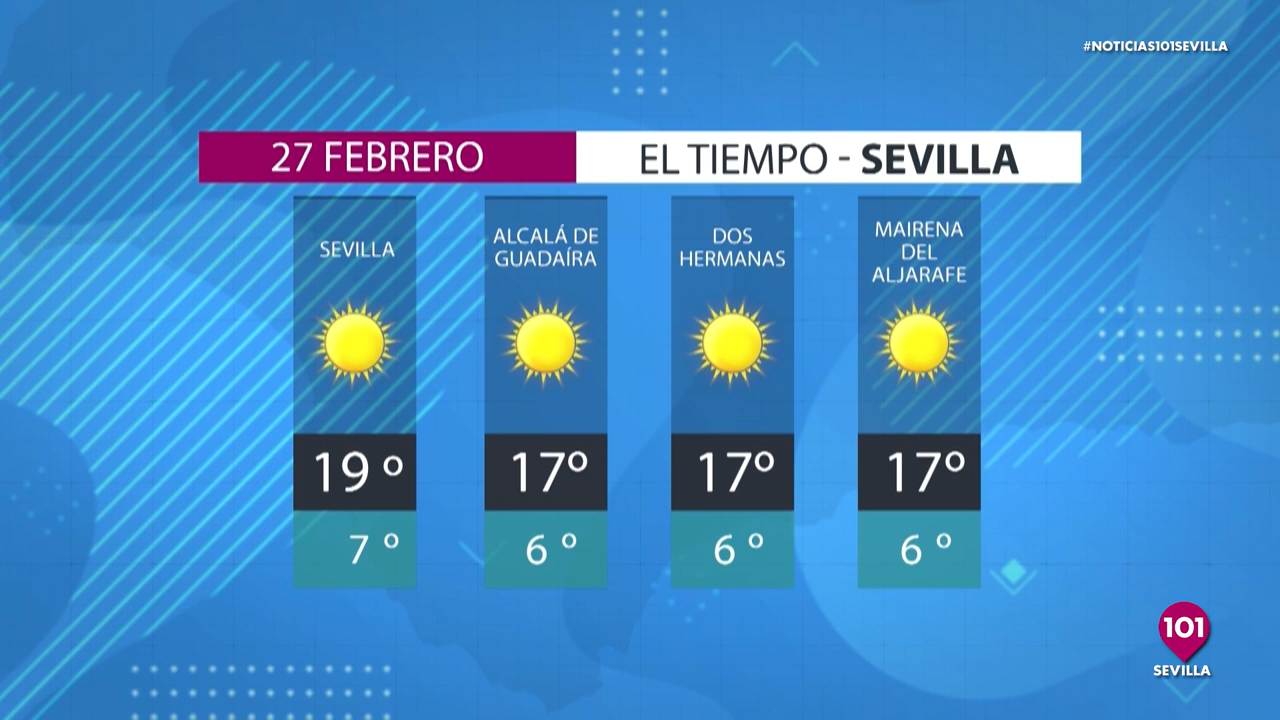 #NOTICIAS101SEVILLA
27 FEBRERO
EL TIEMPO - SEVILLA
SEVILLA
19 º
7 º
ALCALÁ DE
GUADAÍRA
17º
6 º
DOS
HERMANAS
17º
6 º
MAIRENA
DEL
ALJARAFE
17º
6 º
101
SEVILLA